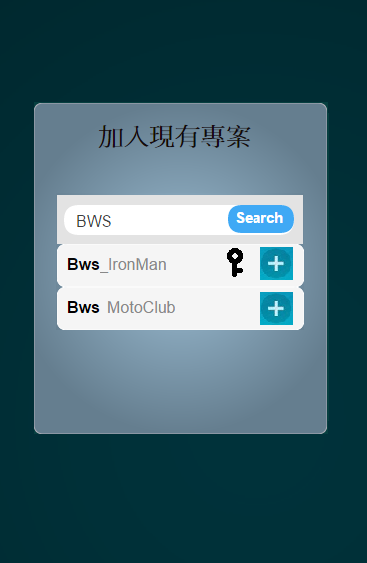 加入現有專案
BWS
Search
Bws_IronMan
Bws MotoClub